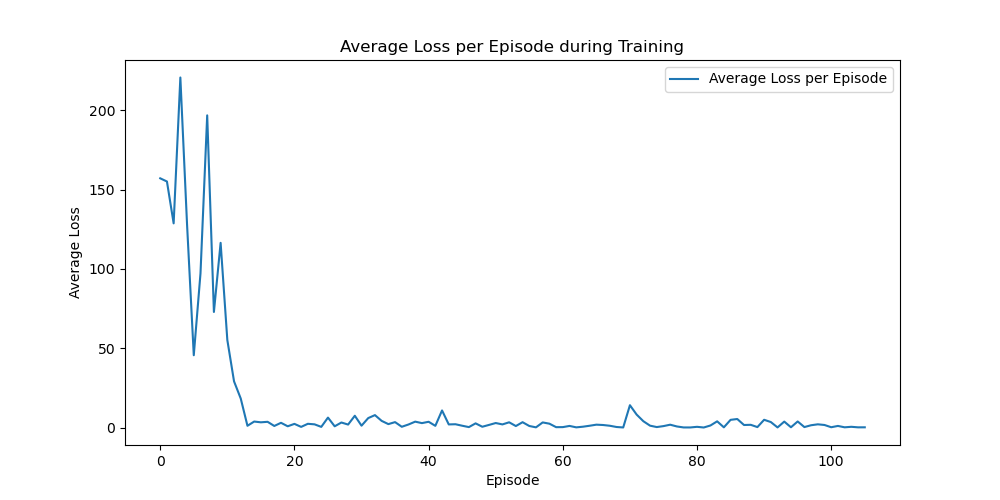 Average Loss per Episode during Training
Average Loss per Episode
200
150
100
50
0
Average Loss
0 20 40 60 80 100
Episode